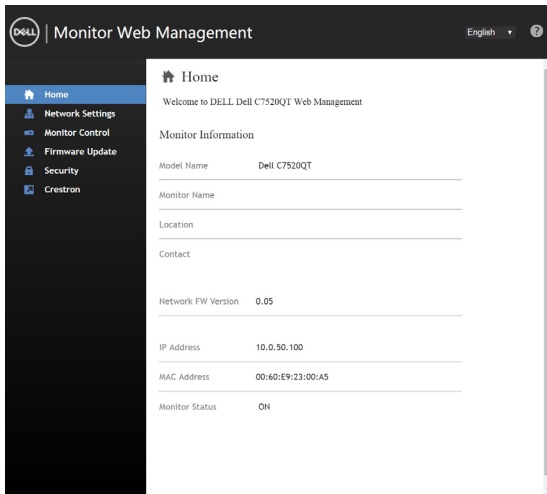 DELL | Monitor Web Management
English ▼ ?
Home
Network Settings
Monitor Control
Firmware Update
Security
Crestron
Home
Welcome to DELL Dell C7520QT Web Management
Monitor Information
Model Name Dell C7520QT
Monitor Name
Location
Contact
Network FW Version 0.05
IP Address 10.0.50.100
MAC Address 00:60:E9:23:00:A5
Monitor Status ON